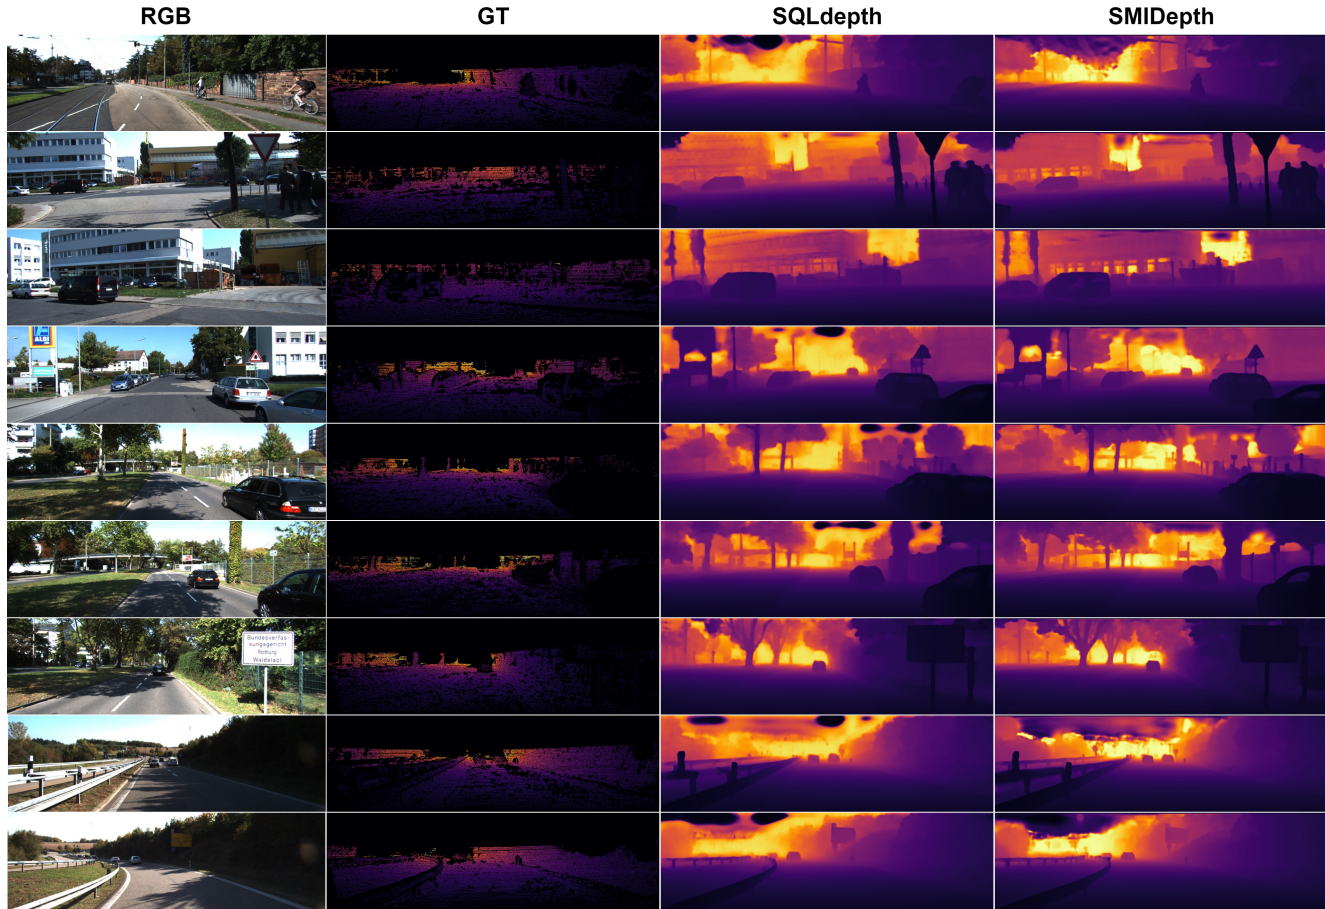 RGB GT SQLdepth SMIDepth
ALDI
Bundesverfas-
sungsgericht
Richtung
Waldstadt